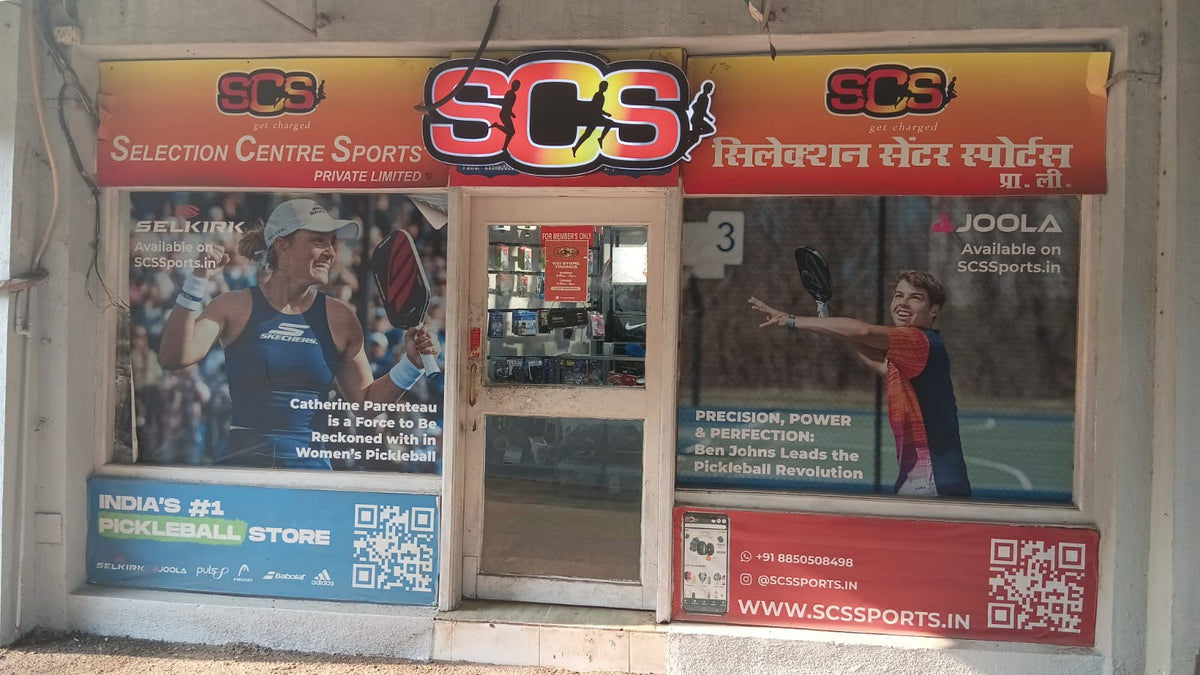 SCS
get charged
SELECTION CENTRE SPORTS
PRIVATE LIMITED
SCS
SCS
get charged
सिलेक्शन सेंटर स्पोर्टस
प्रा. ली.
SELKIRK
Available on
SCSSports.in
SKECHERS
Catherine Parenteau
is a Force to Be
Reckoned with in
Women's Pickleball
FOR MEMBER'S ONLY
3
JOOLA
Available on
SCSSports.in
PRECISION, POWER
& PERFECTION:
Ben Johns Leads the
Pickleball Revolution
INDIA'S #1
PICKLEBALL STORE
SELKIRK JOOLA pulsp HEAD Babolat adidas
+91 8850508498
@SCSSPORTS.IN
WWW.SCSSPORTS.IN